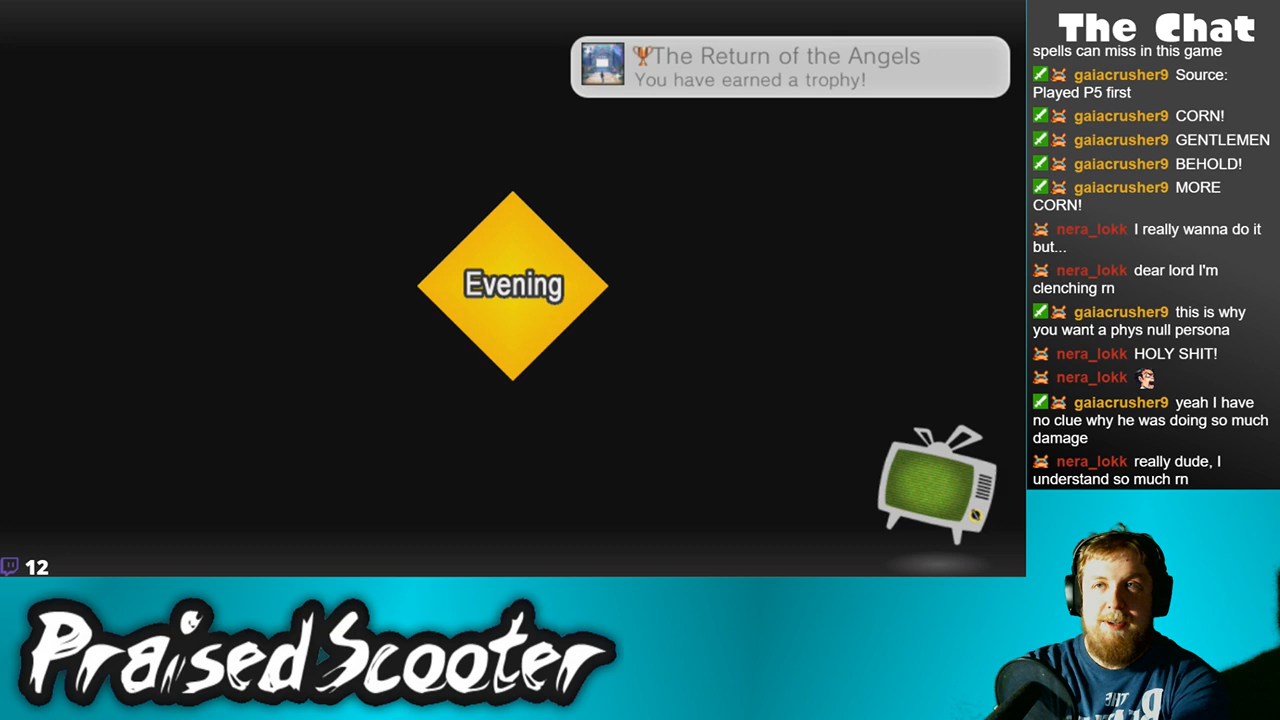 The Return of the Angels
You have earned a trophy!
Evening
12
PraisedScooter
The Chat
spells can miss in this game
gaiacrusher9 Source:
Played P5 first
gaiacrusher9 CORN!
gaiacrusher9 GENTLEMEN
gaiacrusher9 BEHOLD!
gaiacrusher9 MORE
CORN!
nera_lokk I really wanna do it
but...
nera_lokk dear lord I'm
clenching rn
gaiacrusher9 this is why
you want a phys null persona
nera_lokk HOLY SHIT!
nera_lokk
gaiacrusher9 yeah I have
no clue why he was doing so much
damage
nera_lokk really dude, I
understand so much rn